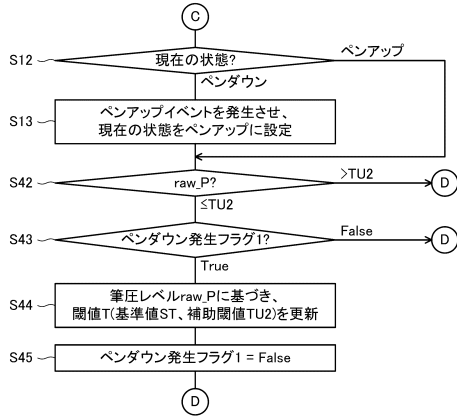 C
S12
現在の状態?
ペンアップ
ペンダウン
S13
ペンアップイベントを発生させ、
現在の状態をペンアップに設定
S42
raw_P?
>TU2
D
≤TU2
S43
ペンダウン発生フラグ1?
False
D
True
S44
筆圧レベルraw_Pに基づき、
閾値T(基準値ST、補助閾値TU2)を更新
S45
ペンダウン発生フラグ1 = False
D